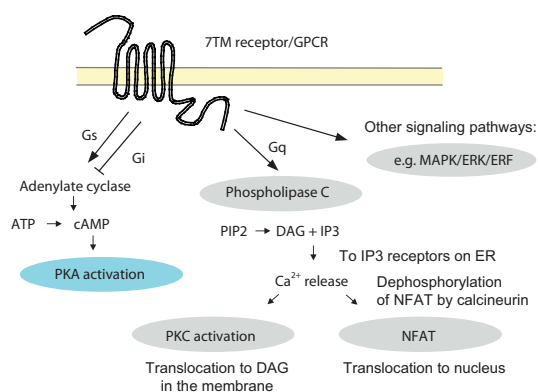 7TM receptor/GPCR
Other signaling pathways:
e.g. MAPK/ERK/ERF
Gs
Gi
Gq
Adenylate cyclase
ATP → cAMP
PKA activation
Phospholipase C
PIP2 → DAG + IP3
To IP3 receptors on ER
Ca²⁺ release
Dephosphorylation
of NFAT by calcineurin
PKC activation
NFAT
Translocation to DAG
in the membrane
Translocation to nucleus